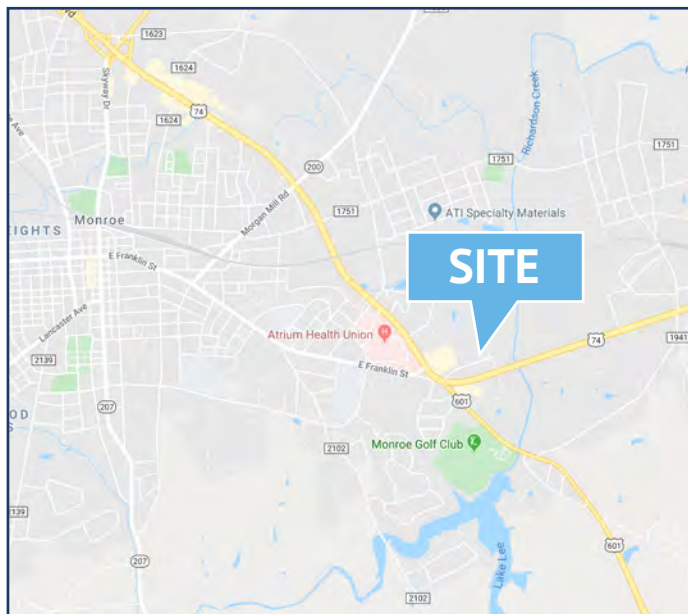 1623
1624
Skyway Dr
74
1624
Richardson Creek
200
1751
1751
Morgan Mill Rd
1751
ATI Specialty Materials
Monroe
EIGHTS
E Franklin St
SITE
Lancaster Ave
Atrium Health Union
H
1941
74
2139
E Franklin St
601
OD
207
Monroe Golf Club
2102
2139
207
601
Lake Lee
2102